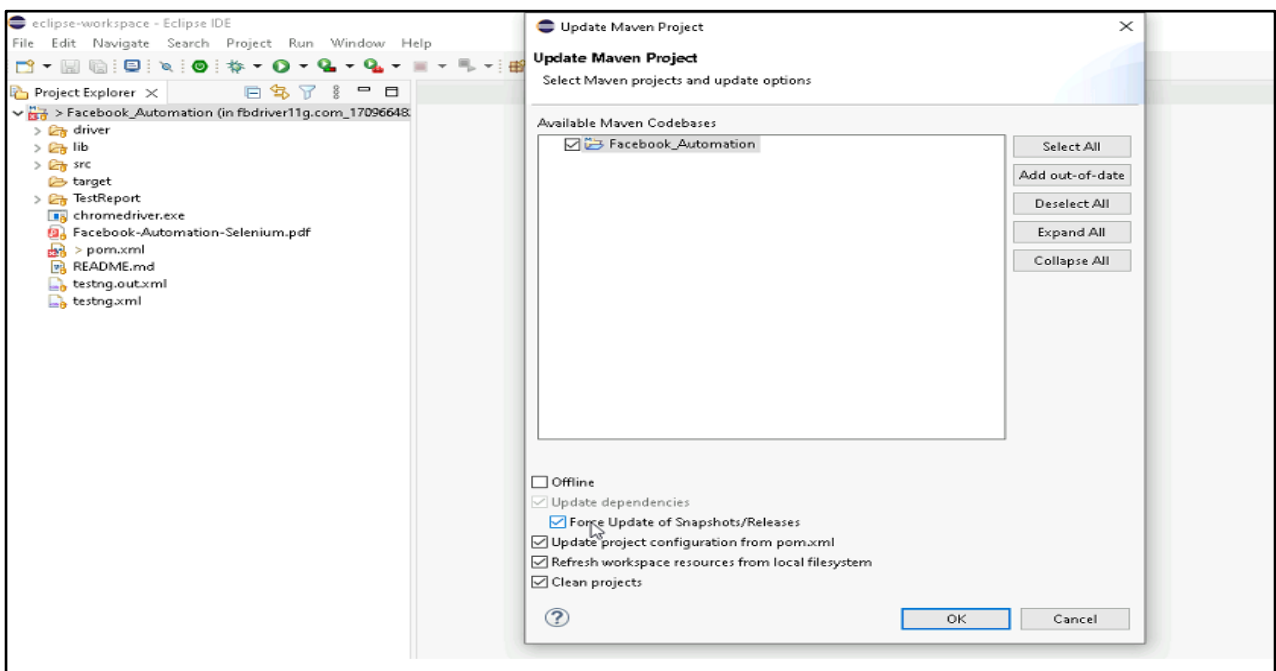 eclipse-workspace - Eclipse IDE
File Edit Navigate Search Project Run Window Help
Project Explorer
> Facebook_Automation (in fbdriver11g.com_17096648
driver
lib
src
target
TestReport
chromedriver.exe
Facebook-Automation-Selenium.pdf
> pom.xml
README.md
testng.out.xml
testng.xml
Update Maven Project
Update Maven Project
Select Maven projects and update options
Available Maven Codebases
Facebook_Automation
Select All
Add out-of-date
Deselect All
Expand All
Collapse All
Offline
Update dependencies
Force Update of Snapshots/Releases
Update project configuration from pom.xml
Refresh workspace resources from local filesystem
Clean projects
?
OK Cancel